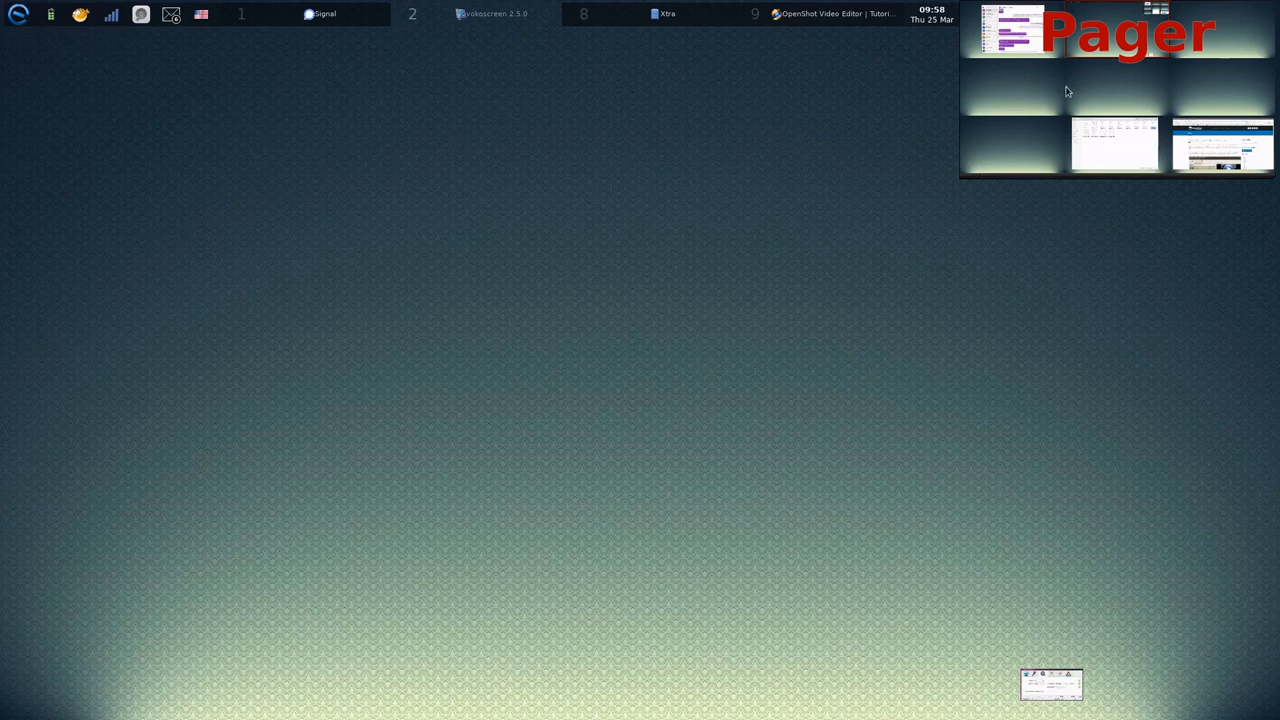 1
Signal
2
vokoscreen 2.5.0
8
Xtra
9
OpenShot Video Editor | Tutori...
09:58
Thu 25 Mar
Pager
6